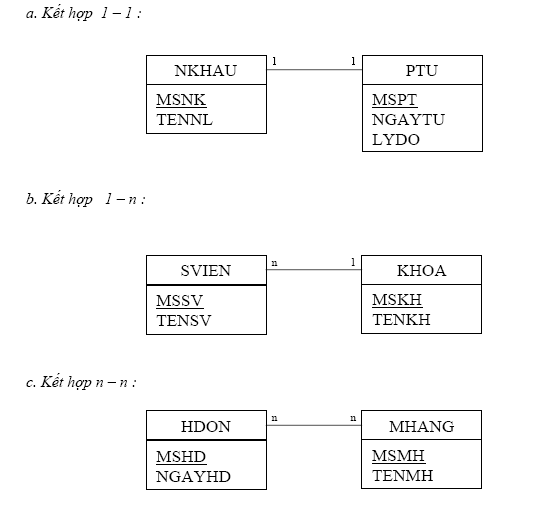 a. Kết hợp 1 – 1 :
NKHAU 1 1 PTU
MSNK
TENNL
MSPT
NGAYTU
LYDO
b. Kết hợp 1 – n :
SVIEN n 1 KHOA
MSSV
TENSV
MSKH
TENKH
c. Kết hợp n – n :
HDON n n MHANG
MSHD
NGAYHD
MSMH
TENMH